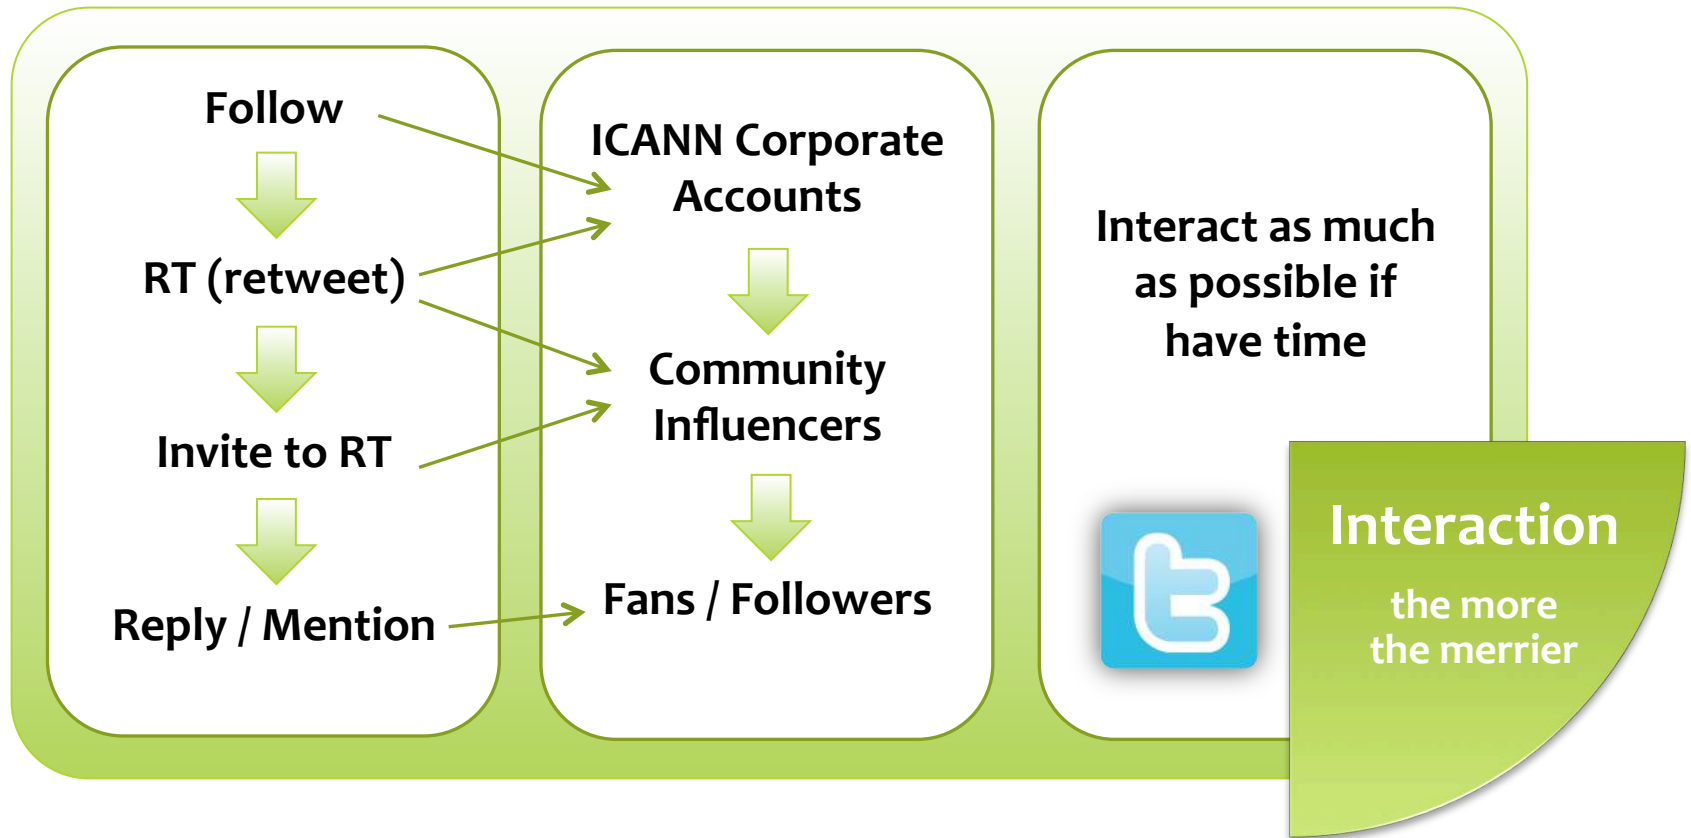 Follow
RT (retweet)
Invite to RT
Reply / Mention
ICANN Corporate
Accounts
Community
Influencers
Fans / Followers
Interact as much
as possible if
have time
t
Interaction
the more
the merrier